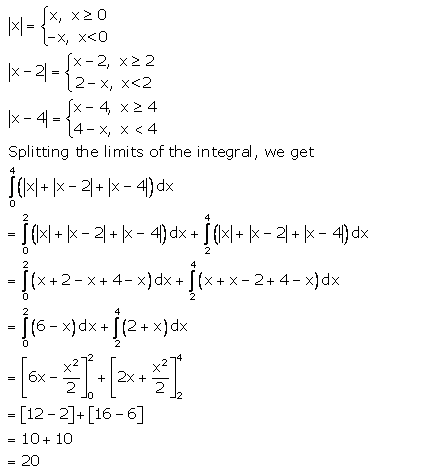 |x| = { x, x ≥ 0
−x, x<0
|x − 2| = { x − 2, x ≥ 2
2 − x, x<2
|x − 4| = { x − 4, x ≥ 4
4 − x, x < 4
Splitting the limits of the integral, we get
∫₀⁴(|x| + |x − 2| + |x − 4|)dx
= ∫₀²(|x| + |x − 2| + |x − 4|)dx + ∫₂⁴(|x| + |x − 2| + |x − 4|)dx
= ∫₀²(x + 2 − x + 4 − x)dx + ∫₂⁴(x + x − 2 + 4 − x)dx
= ∫₀²(6 − x)dx + ∫₂⁴(2 + x)dx
= [6x − x²/2]₀² + [2x + x²/2]₂⁴
= [12 − 2] + [16 − 6]
= 10 + 10
= 20